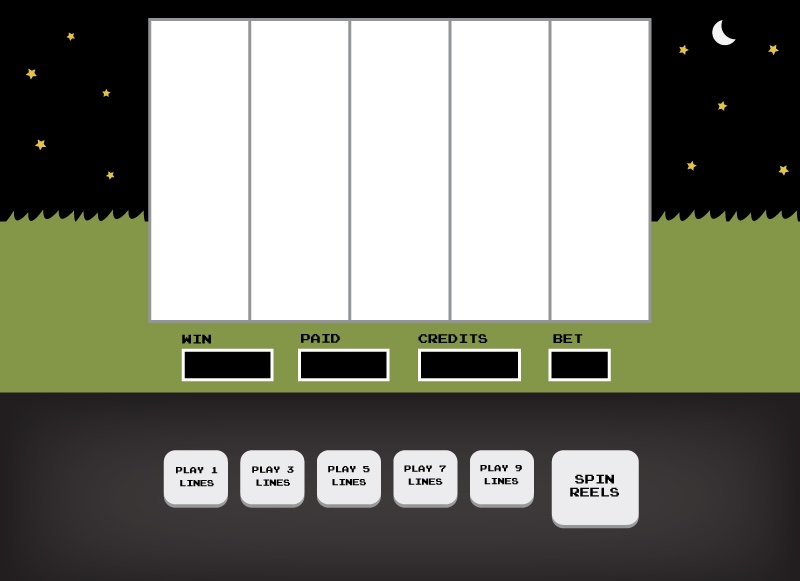 WIN PAID CREDITS BET
PLAY 1
LINES
PLAY 3
LINES
PLAY 5
LINES
PLAY 7
LINES
PLAY 9
LINES
SPIN
REELS